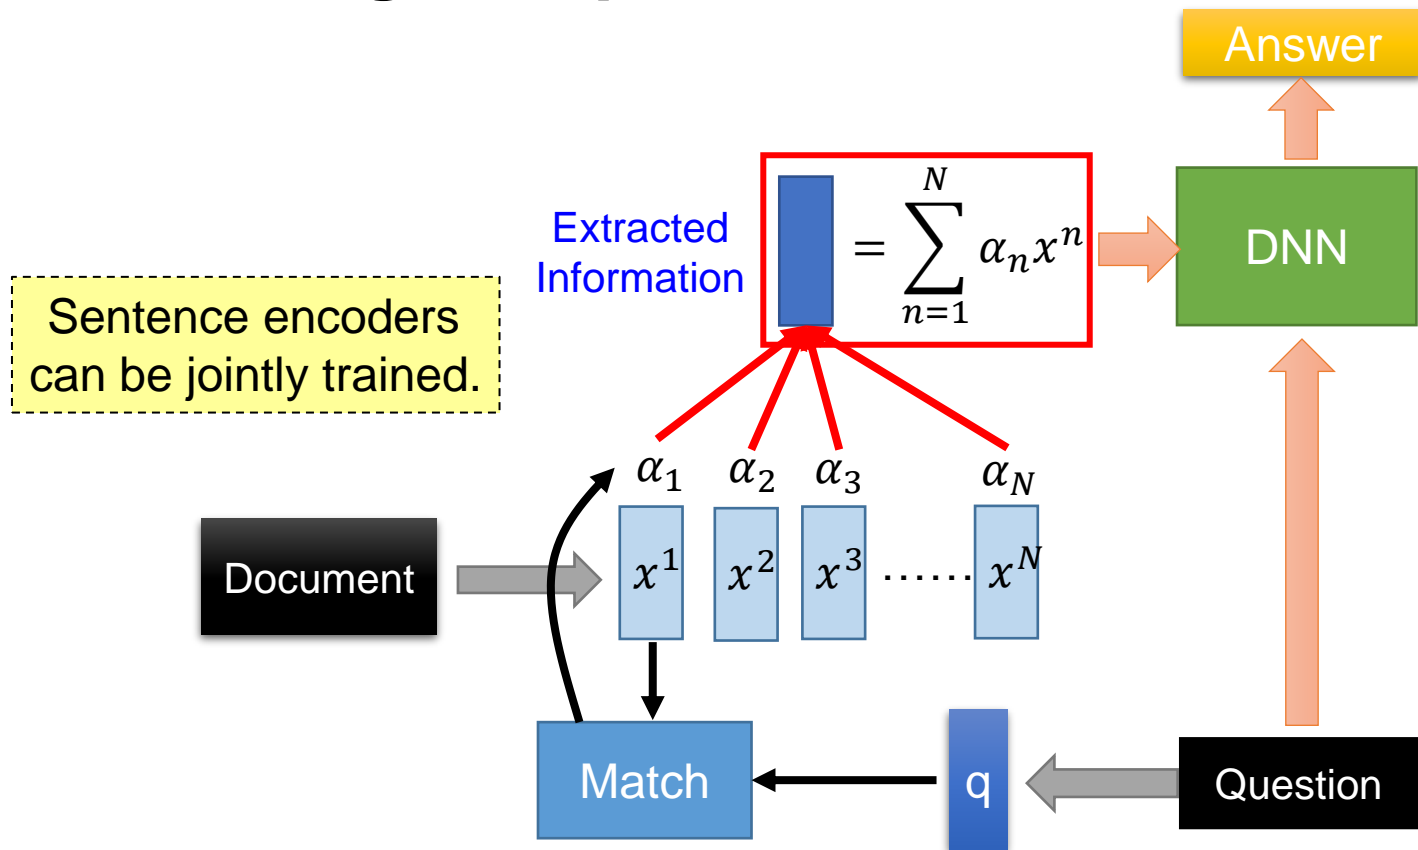 Answer
Extracted
Information
= \sum_{n=1}^{N} α_n x^n
DNN
Sentence encoders
can be jointly trained.
α_1 α_2 α_3 α_N
Document
x^1 x^2 x^3 ...... x^N
Match
q
Question